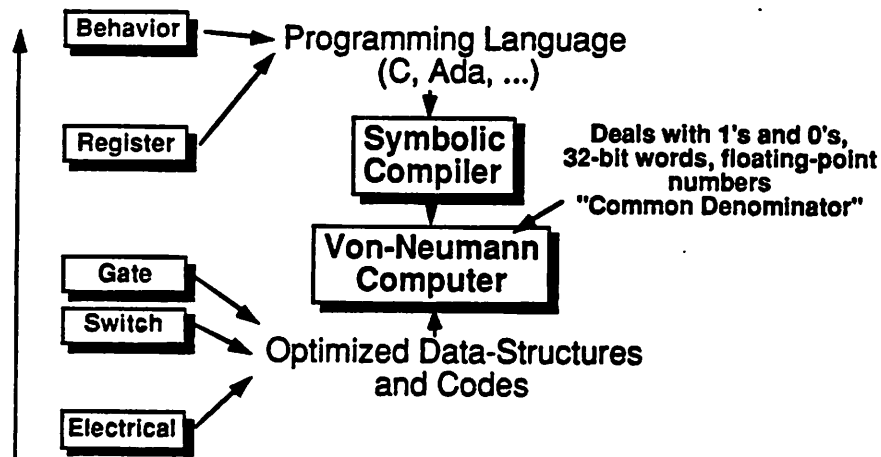 Behavior
Programming Language
(C, Ada, ...)
Register
Symbolic
Compiler
Deals with 1's and 0's,
32-bit words, floating-point
numbers
"Common Denominator"
Von-Neumann
Computer
Gate
Switch
Optimized Data-Structures
and Codes
Electrical